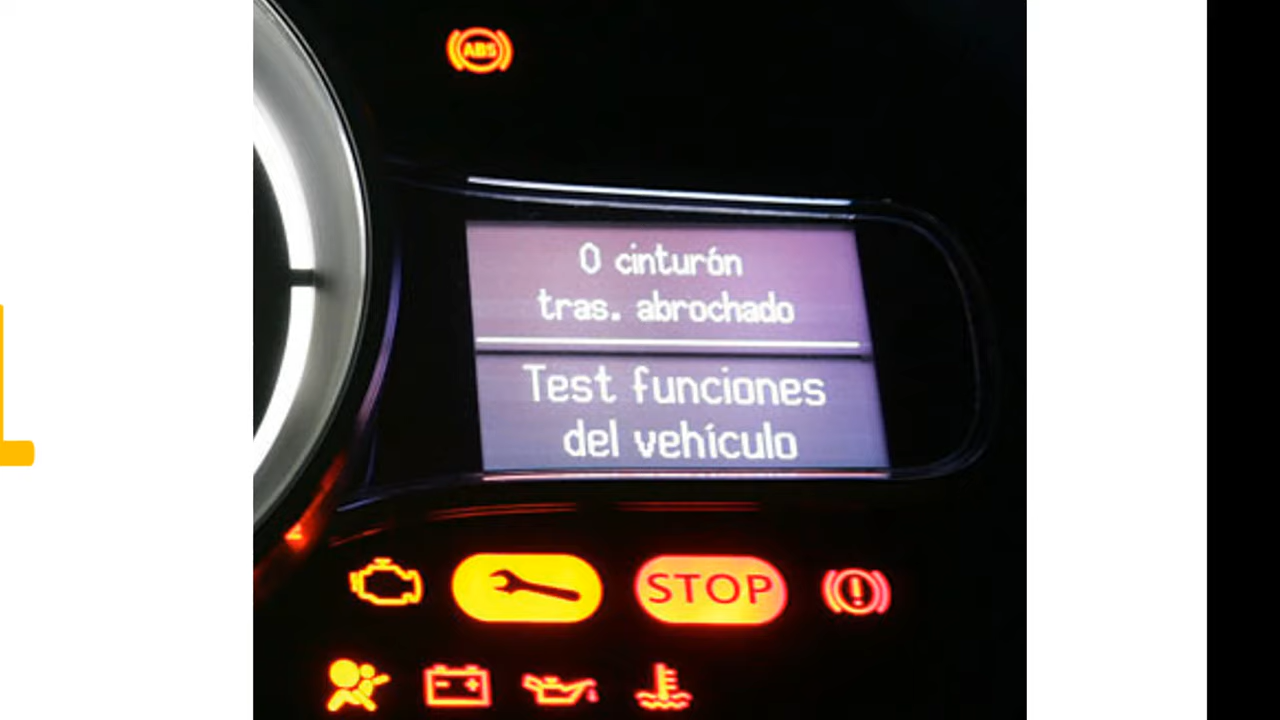 ABS
0 cinturón
tras. abrochado
Test funciones
del vehículo
STOP